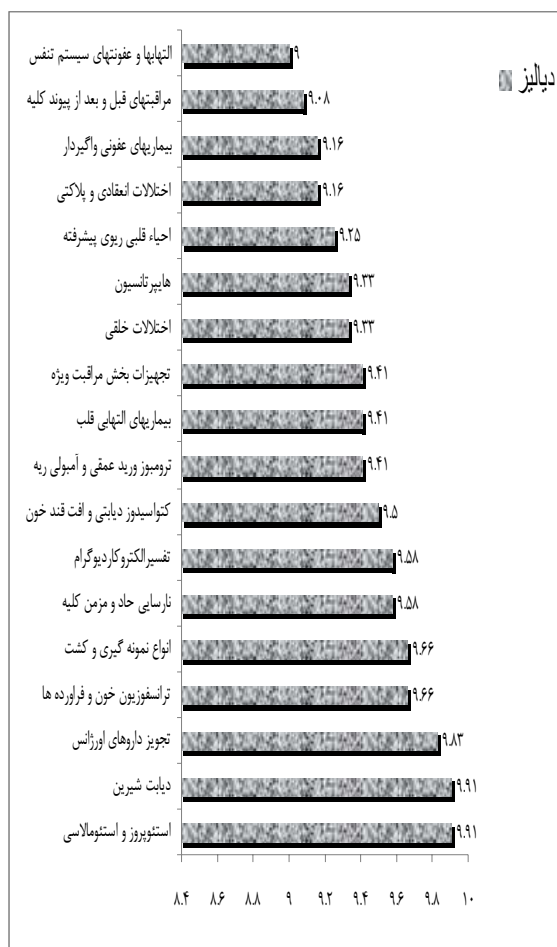 دیالیز
التهابها و عفونتهای سیستم تنفس ۹
مراقبتهای قبل و بعد از پیوند کلیه ۹.۰۸
بیماریهای عفونی واگیردار ۹.۱۶
اختلالات انعقادی و پلاکتی ۹.۱۶
احیاء قلبی ریوی پیشرفته ۹.۲۵
هایپرتانسیون ۹.۳۳
اختلالات خلقی ۹.۳۳
تجهیزات بخش مراقبت ویژه ۹.۴۱
بیماریهای التهابی قلب ۹.۴۱
ترومبوز ورید عمقی و آمبولی ریه ۹.۴۱
کتواسیدوز دیابتی و افت قند خون ۹.۵
تفسیرالکتروکاردیوگرام ۹.۵۸
نارسایی حاد و مزمن کلیه ۹.۵۸
انواع نمونه گیری و کشت ۹.۶۶
ترانسفوزیون خون و فراورده ها ۹.۶۶
تجویز داروهای اورژانس ۹.۸۳
دیابت شیرین ۹.۹۱
استئوپروز و استئومالاسی ۹.۹۱
۸.۴ ۸.۶ ۸.۸ ۹ ۹.۲ ۹.۴ ۹.۶ ۹.۸ ۱۰